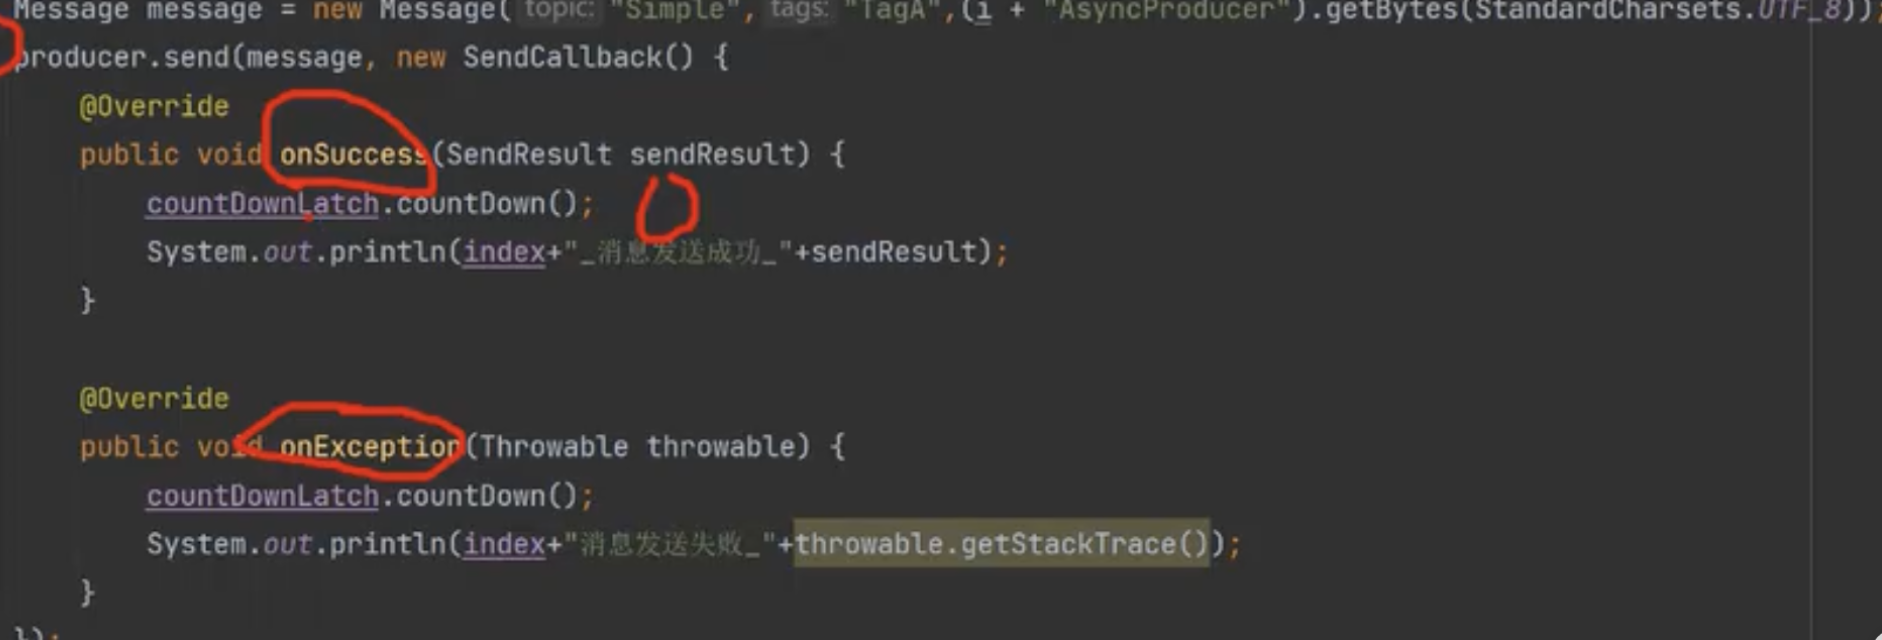 Message message = new Message( topic: "Simple", tags: "TagA",(i + "AsyncProducer").getBytes(StandardCharsets.UTF_8));
producer.send(message, new SendCallback() {
@Override
public void onSuccess(SendResult sendResult) {
countDownLatch.countDown();
System.out.println(index+"_消息发送成功_"+sendResult);
}
@Override
public void onException(Throwable throwable) {
countDownLatch.countDown();
System.out.println(index+"消息发送失败_"+throwable.getStackTrace());
}
});